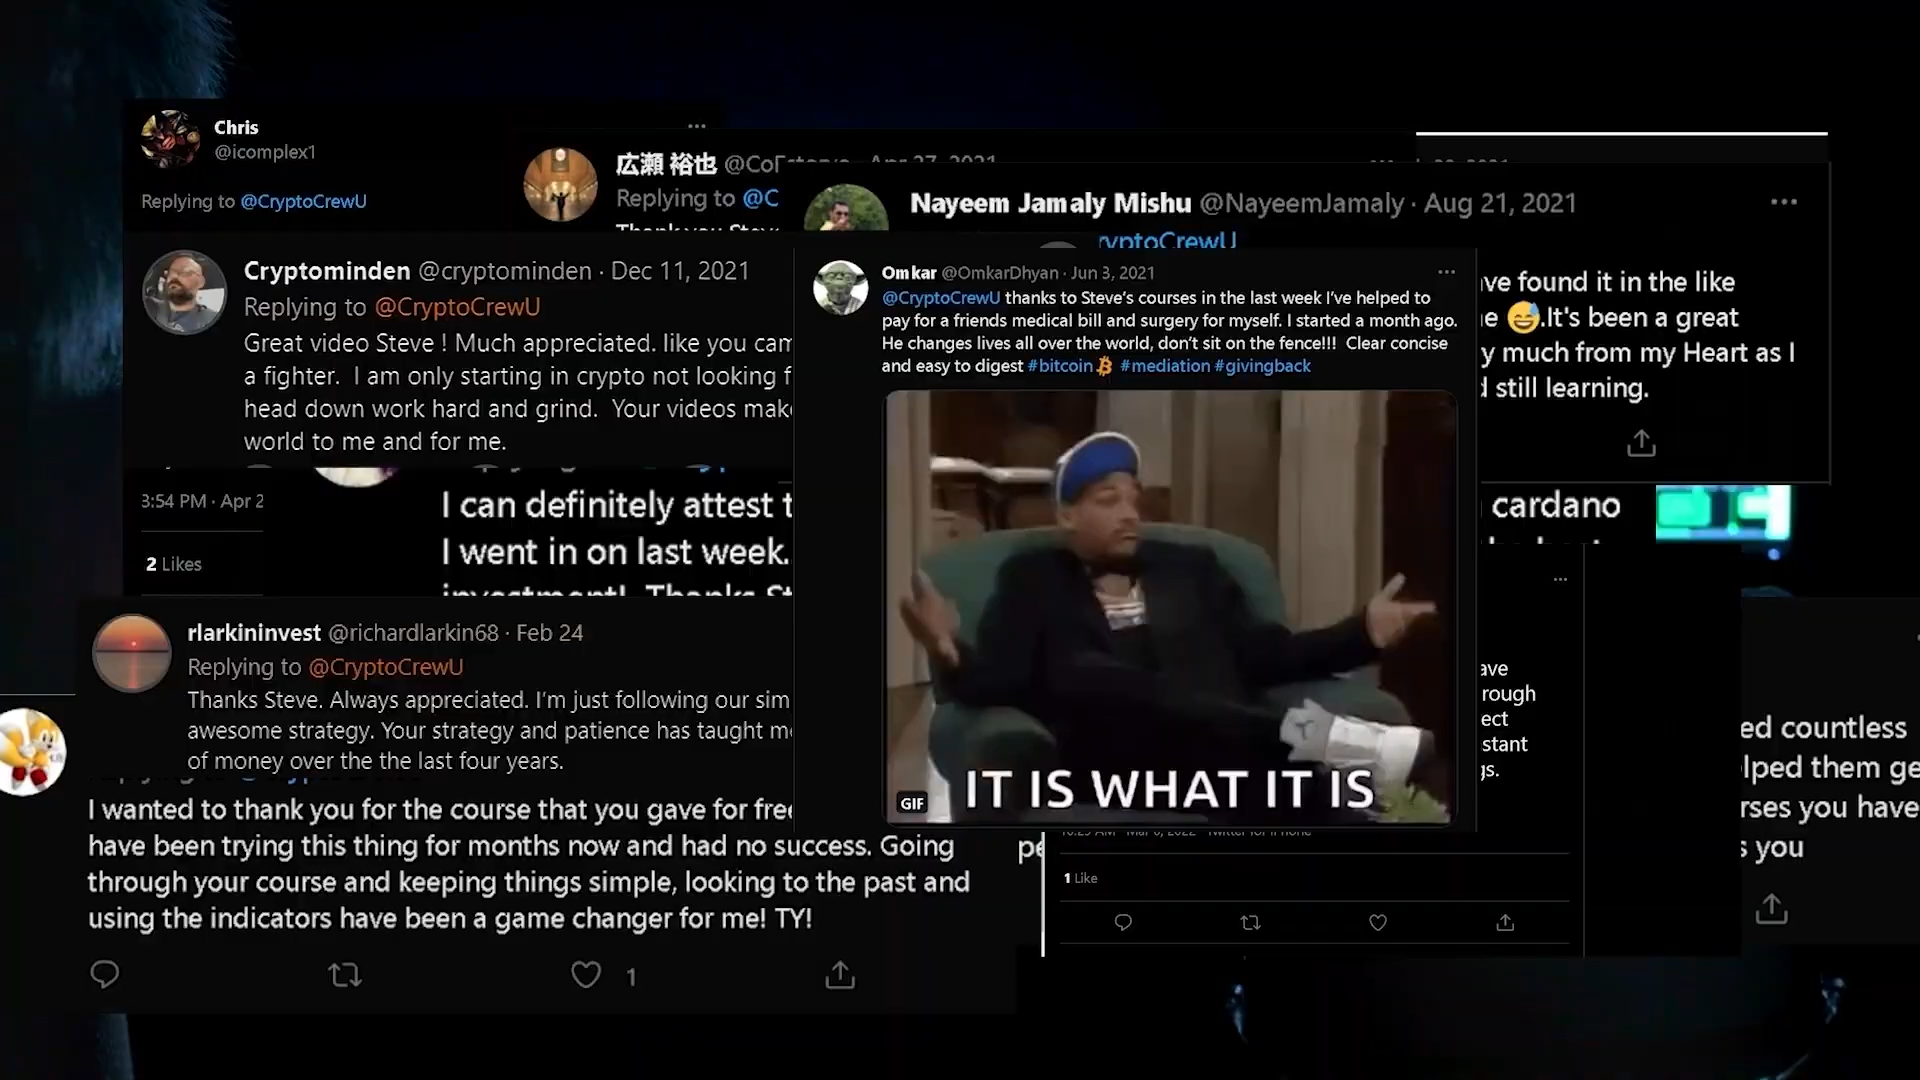 Chris
@icomplex1
Replying to @CryptoCrewU
広瀬 裕也
Replying to @C
Nayeem Jamaly Mishu @NayeemJamaly · Aug 21, 2021
CryptoCrewU
ve found it in the like
e 😅.It's been a great
y much from my Heart as I
d still learning.
Cryptominden @cryptominden · Dec 11, 2021
Replying to @CryptoCrewU
Great video Steve ! Much appreciated. like you cam
a fighter. I am only starting in crypto not looking f
head down work hard and grind. Your videos mak
world to me and for me.
Omkar @OmkarDhyan · Jun 3, 2021
@CryptoCrewU thanks to Steve's courses in the last week I've helped to
pay for a friends medical bill and surgery for myself. I started a month ago.
He changes lives all over the world, don't sit on the fence!!! Clear concise
and easy to digest #bitcoin #mediation #givingback
IT IS WHAT IT IS
GIF
3:54 PM · Apr 2
2 Likes
I can definitely attest t
I went in on last week.
investment! Thanks St
cardano
rlarkininvest @richardlarkin68 · Feb 24
Replying to @CryptoCrewU
Thanks Steve. Always appreciated. I'm just following our sim
awesome strategy. Your strategy and patience has taught m
of money over the the last four years.
I wanted to thank you for the course that you gave for free
have been trying this thing for months now and had no success. Going
through your course and keeping things simple, looking to the past and
using the indicators have been a game changer for me! TY!
1
ave
rough
ect
stant
gs.
1 Like
ed countless
lped them ge
rses you have
s you